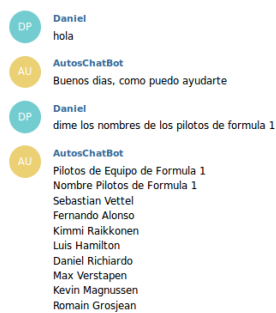 DP
Daniel
hola
AU
AutosChatBot
Buenos dias, como puedo ayudarte
DP
Daniel
dime los nombres de los pilotos de formula 1
AU
AutosChatBot
Pilotos de Equipo de Formula 1
Nombre Pilotos de Formula 1
Sebastian Vettel
Fernando Alonso
Kimmi Raikkonen
Luis Hamilton
Daniel Richiardo
Max Verstapen
Kevin Magnussen
Romain Grosjean